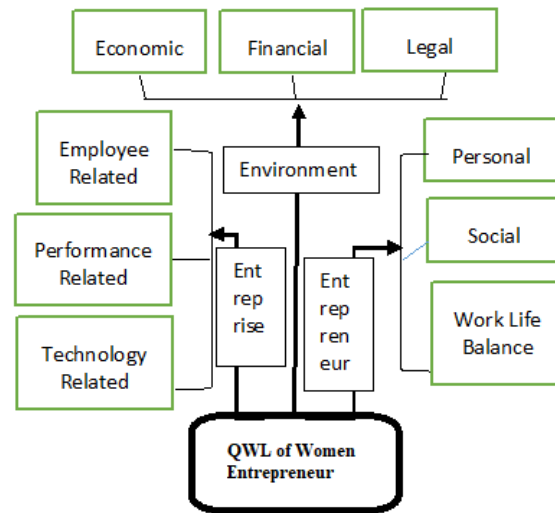 Economic
Financial
Legal
Employee
Related
Environment
Personal
Performance
Related
Social
Ent
rep
rise
Ent
rep
ren
eur
Technology
Related
Work Life
Balance
QWL of Women
Entrepreneur